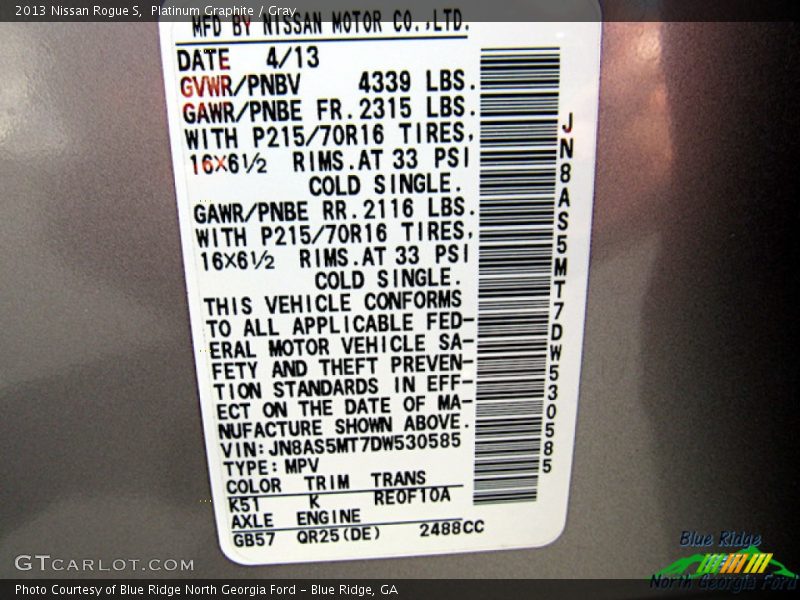 2013 Nissan Rogue S, Platinum Graphite / Gray
MFD BY NISSAN MOTOR CO.,LTD.
DATE 4/13
GVWR/PNBV 4339 LBS.
GAWR/PNBE FR.2315 LBS.
WITH P215/70R16 TIRES,
16X6½ RIMS.AT 33 PSI
COLD SINGLE.
GAWR/PNBE RR.2116 LBS.
WITH P215/70R16 TIRES,
16X6½ RIMS.AT 33 PSI
COLD SINGLE.
THIS VEHICLE CONFORMS
TO ALL APPLICABLE FED-
ERAL MOTOR VEHICLE SA-
FETY AND THEFT PREVEN-
TION STANDARDS IN EFF-
ECT ON THE DATE OF MA-
NUFACTURE SHOWN ABOVE.
VIN:JN8AS5MT7DW530585
TYPE:MPV
COLOR TRIM TRANS
K51 K RE0F10A
AXLE ENGINE
GB57 QR25(DE) 2488CC
JN8AS5MT7DW530585
Blue Ridge
North Georgia Ford
GTCARLOT.COM
Photo Courtesy of Blue Ridge North Georgia Ford – Blue Ridge, GA